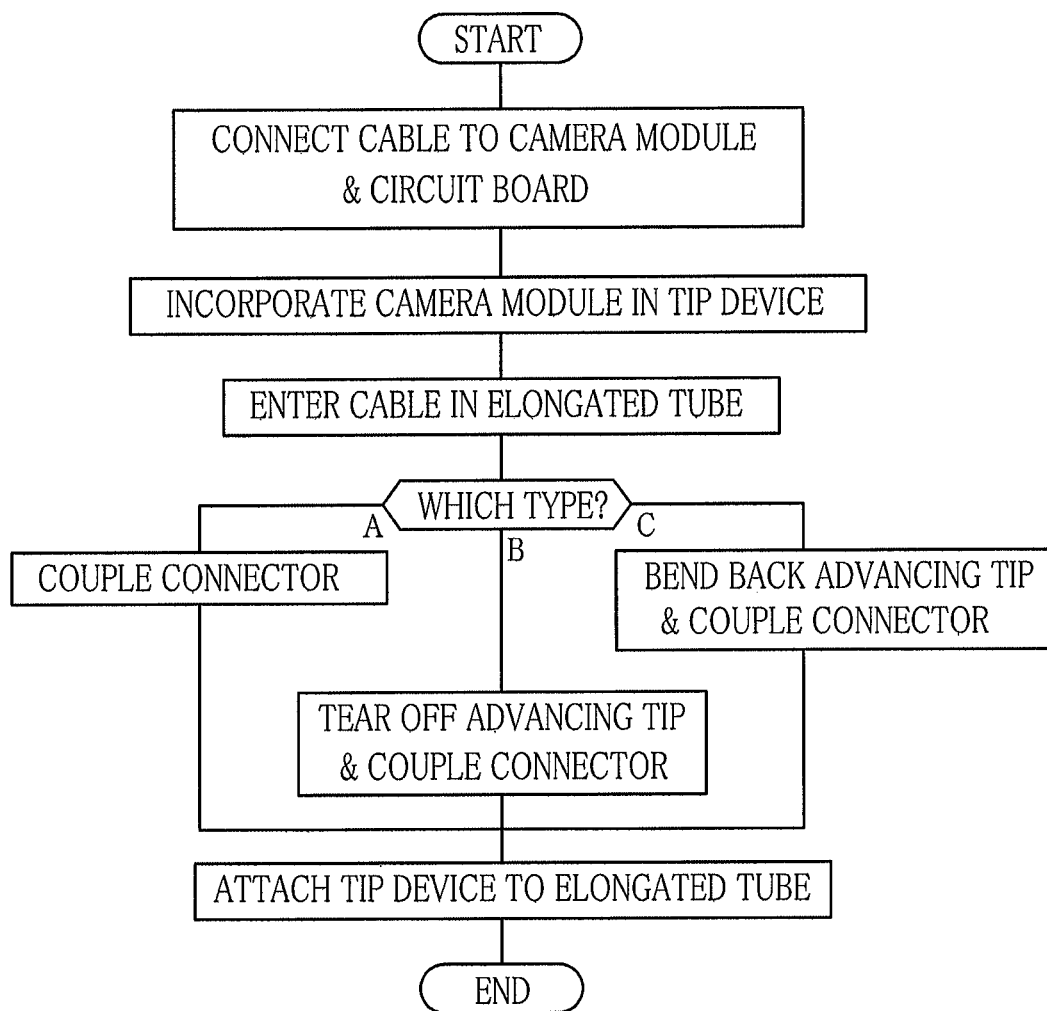 START
CONNECT CABLE TO CAMERA MODULE
& CIRCUIT BOARD
INCORPORATE CAMERA MODULE IN TIP DEVICE
ENTER CABLE IN ELONGATED TUBE
WHICH TYPE?
A
B
C
COUPLE CONNECTOR
BEND BACK ADVANCING TIP
& COUPLE CONNECTOR
TEAR OFF ADVANCING TIP
& COUPLE CONNECTOR
ATTACH TIP DEVICE TO ELONGATED TUBE
END